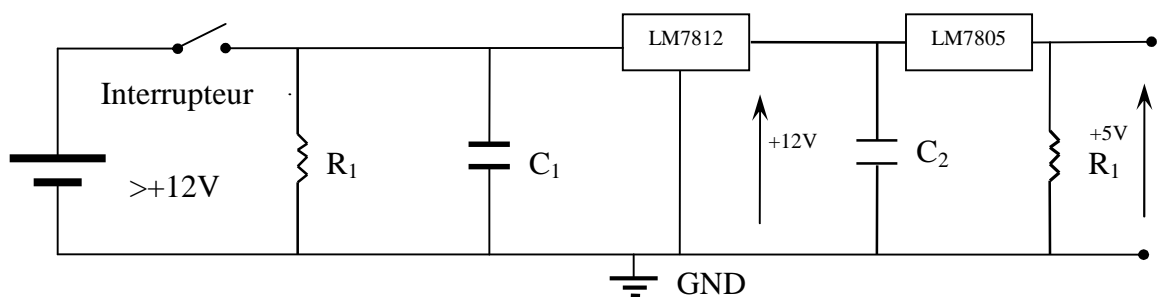 LM7812
LM7805
Interrupteur
>+12V
R₁
C₁
+12V
C₂
+5V
R₁
GND